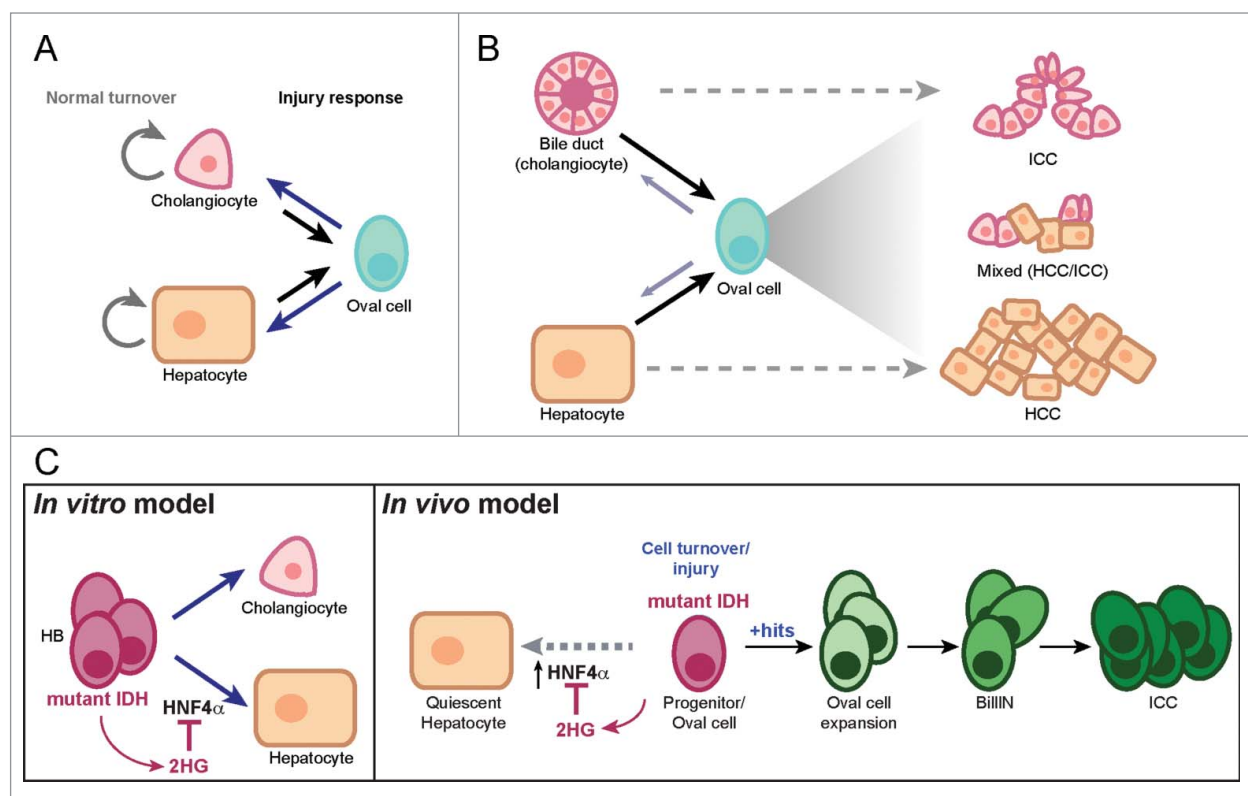 A
Normal turnover
Injury response
Cholangiocyte
Oval cell
Hepatocyte
B
Bile duct
(cholangiocyte)
Oval cell
Hepatocyte
ICC
Mixed (HCC/ICC)
HCC
C
In vitro model
HB
mutant IDH
2HG
HNF4α
Cholangiocyte
Hepatocyte
In vivo model
Cell turnover/
injury
mutant IDH
+hits
HNF4α
2HG
Quiescent
Hepatocyte
Progenitor/
Oval cell
Oval cell
expansion
BilIIN
ICC